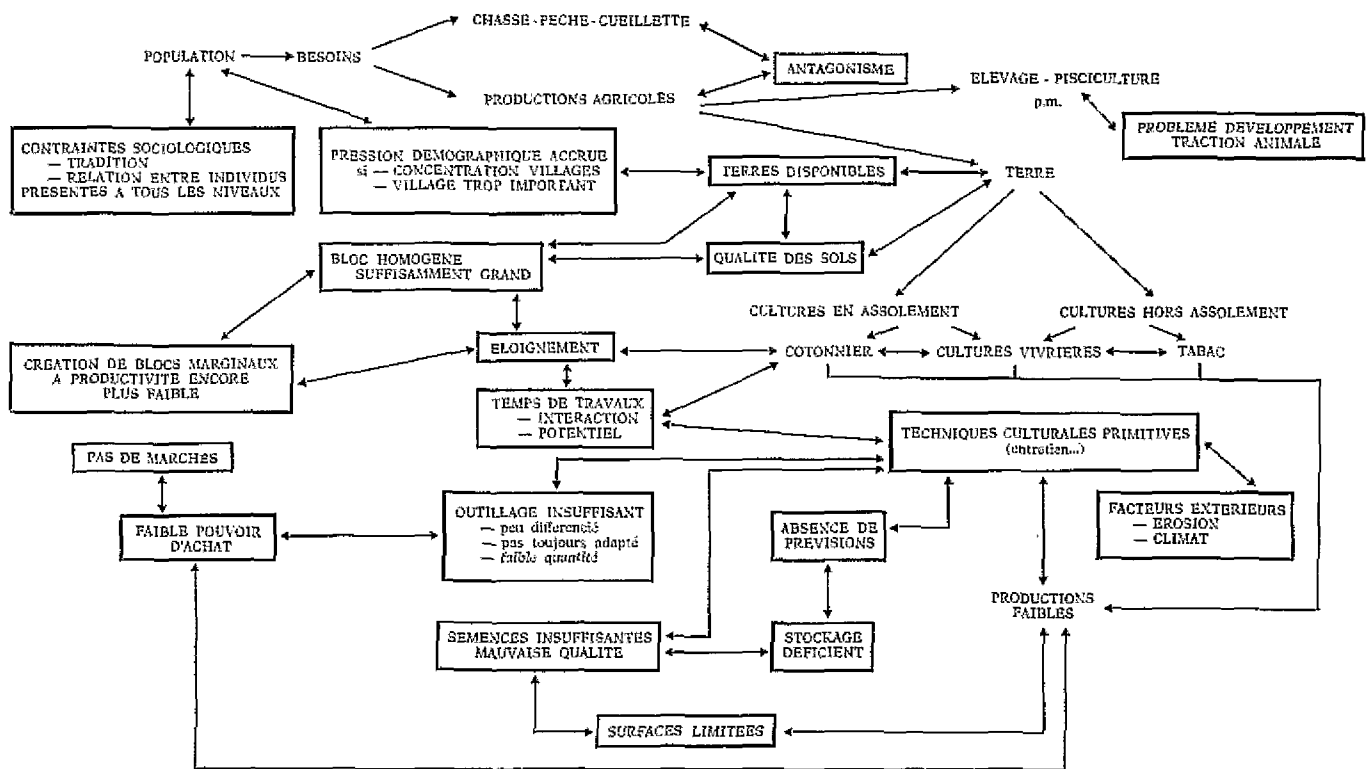 CHASSE-PECHE-CUEILLETTE
POPULATION
BESOINS
ANTAGONISME
ELEVAGE - PISCICULTURE
p.m.
PRODUCTIONS AGRICOLES
PROBLEME DEVELOPPEMENT
TRACTION ANIMALE
CONTRAINTES SOCIOLOGIQUES
— TRADITION
— RELATION ENTRE INDIVIDUS
PRESENTES A TOUS LES NIVEAUX
PRESSION DEMOGRAPHIQUE ACCRUE
si — CONCENTRATION VILLAGES
— VILLAGE TROP IMPORTANT
TERRES DISPONIBLES
TERRE
BLOC HOMOGENE
SUFFISAMMENT GRAND
QUALITE DES SOLS
CULTURES EN ASSOLEMENT
CULTURES HORS ASSOLEMENT
CREATION DE BLOCS MARGINAUX
A PRODUCTIVITE ENCORE
PLUS FAIBLE
ELOIGNEMENT
COTONNIER
CULTURES VIVRIERES
TABAC
TEMPS DE TRAVAUX
— INTERACTION
— POTENTIEL
TECHNIQUES CULTURALES PRIMITIVES
(entretien...)
PAS DE MARCHES
FAIBLE POUVOIR
D'ACHAT
OUTILLAGE INSUFFISANT
— peu differencié
— pas toujours adapté
— faible quantité
ABSENCE DE
PREVISIONS
FACTEURS EXTERIEURS
— EROSION
— CLIMAT
PRODUCTIONS
FAIBLES
SEMENCES INSUFFISANTES
MAUVAISE QUALITE
STOCKAGE
DEFICIENT
SURFACES LIMITEES